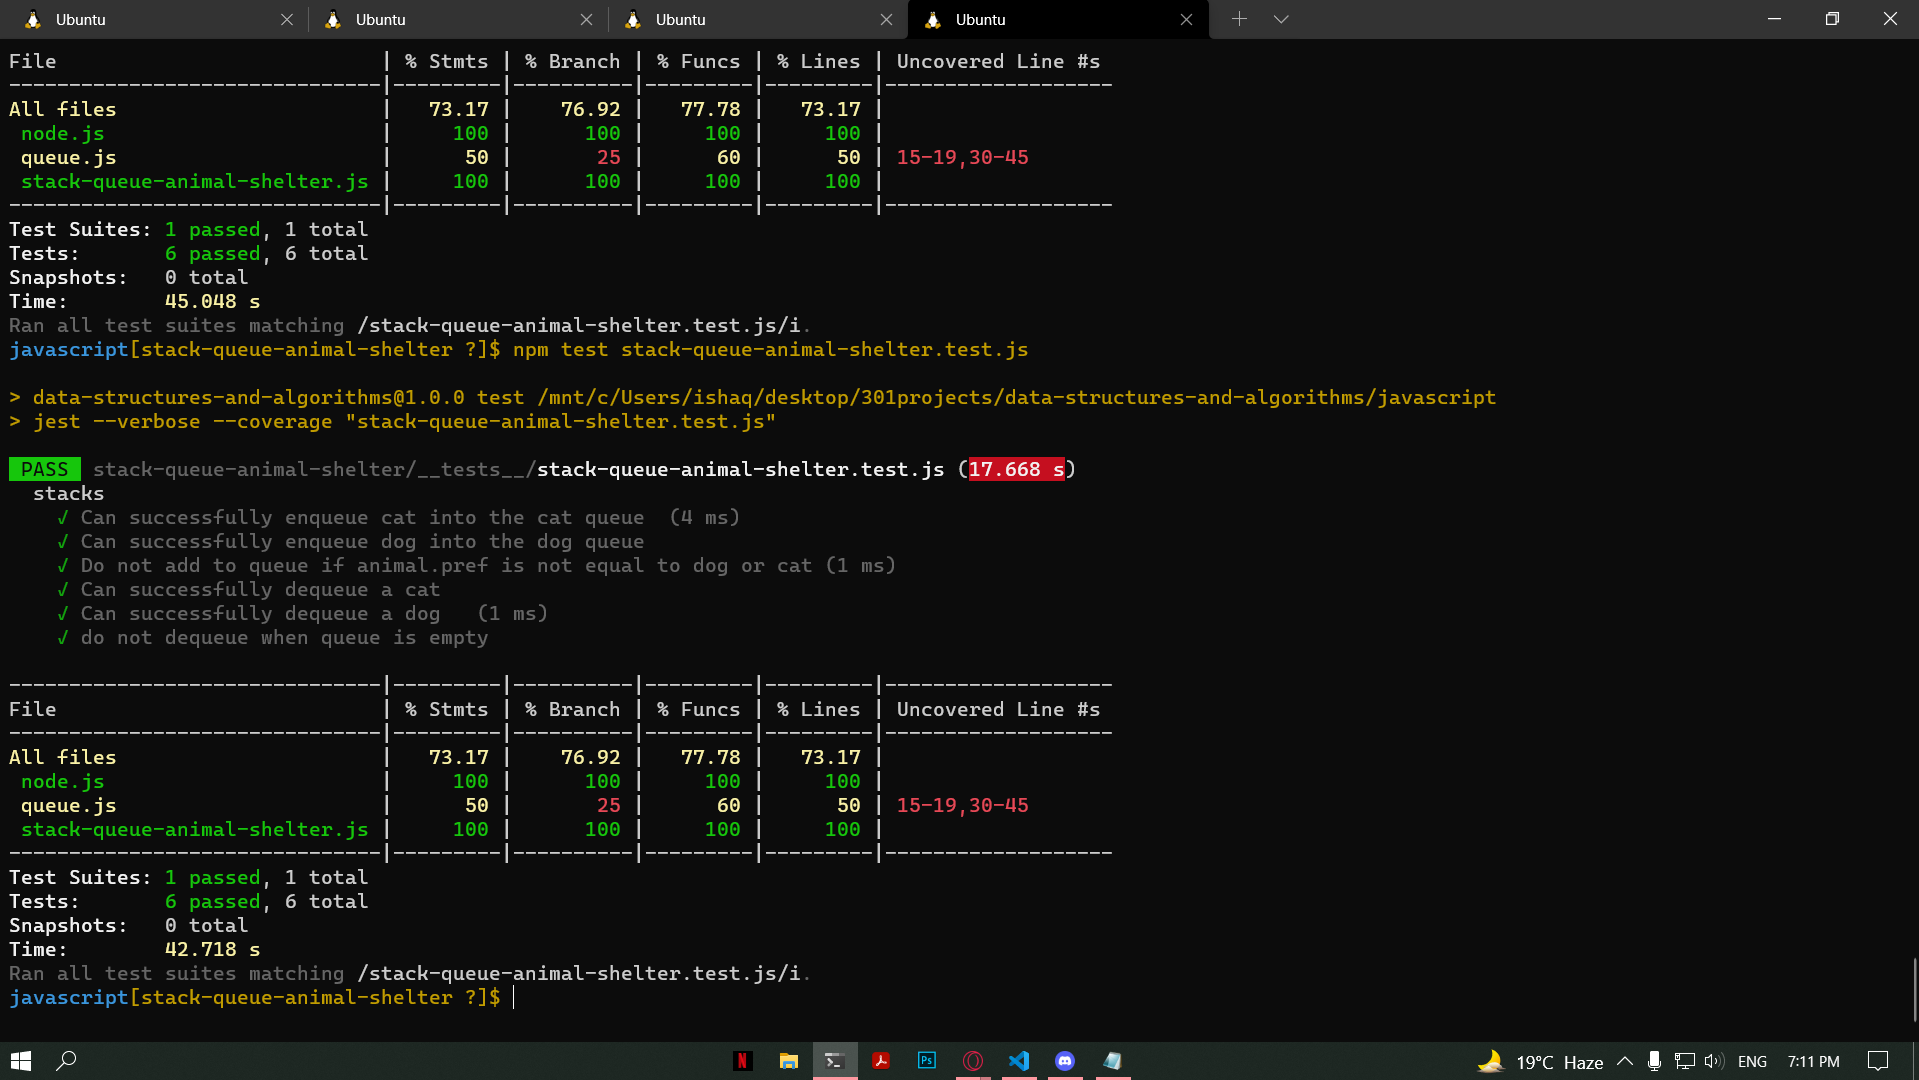 Ubuntu Ubuntu Ubuntu Ubuntu
File | % Stmts | % Branch | % Funcs | % Lines | Uncovered Line #s
-------------------------------|---------|----------|---------|---------|-------------------
All files | 73.17 | 76.92 | 77.78 | 73.17 |
node.js | 100 | 100 | 100 | 100 |
queue.js | 50 | 25 | 60 | 50 | 15-19,30-45
stack-queue-animal-shelter.js | 100 | 100 | 100 | 100 |
-------------------------------|---------|----------|---------|---------|-------------------
Test Suites: 1 passed, 1 total
Tests: 6 passed, 6 total
Snapshots: 0 total
Time: 45.048 s
Ran all test suites matching /stack-queue-animal-shelter.test.js/i.
javascript[stack-queue-animal-shelter ?]$ npm test stack-queue-animal-shelter.test.js
> data-structures-and-algorithms@1.0.0 test /mnt/c/Users/ishaq/desktop/301projects/data-structures-and-algorithms/javascript
> jest --verbose --coverage "stack-queue-animal-shelter.test.js"
PASS stack-queue-animal-shelter/__tests__/stack-queue-animal-shelter.test.js (17.668 s)
stacks
√ Can successfully enqueue cat into the cat queue (4 ms)
√ Can successfully enqueue dog into the dog queue
√ Do not add to queue if animal.pref is not equal to dog or cat (1 ms)
√ Can successfully dequeue a cat
√ Can successfully dequeue a dog (1 ms)
√ do not dequeue when queue is empty
-------------------------------|---------|----------|---------|---------|-------------------
File | % Stmts | % Branch | % Funcs | % Lines | Uncovered Line #s
-------------------------------|---------|----------|---------|---------|-------------------
All files | 73.17 | 76.92 | 77.78 | 73.17 |
node.js | 100 | 100 | 100 | 100 |
queue.js | 50 | 25 | 60 | 50 | 15-19,30-45
stack-queue-animal-shelter.js | 100 | 100 | 100 | 100 |
-------------------------------|---------|----------|---------|---------|-------------------
Test Suites: 1 passed, 1 total
Tests: 6 passed, 6 total
Snapshots: 0 total
Time: 42.718 s
Ran all test suites matching /stack-queue-animal-shelter.test.js/i.
javascript[stack-queue-animal-shelter ?]$
N Ps 19°C Haze ENG 7:11 PM